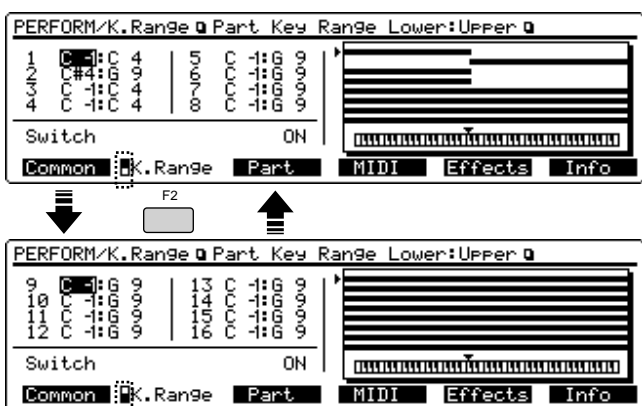 PERFORM/K.Range Part Key Range Lower:Upper
1 C -1:C 4 5 C -1:G 9
2 C#4:G 9 6 C -1:G 9
3 C -1:C 4 7 C -1:G 9
4 C -1:C 4 8 C -1:G 9
Switch ON
Common K.Range Part MIDI Effects Info
F2
PERFORM/K.Range Part Key Range Lower:Upper
9 C -1:G 9 13 C -1:G 9
10 C -1:G 9 14 C -1:G 9
11 C -1:G 9 15 C -1:G 9
12 C -1:G 9 16 C -1:G 9
Switch ON
Common K.Range Part MIDI Effects Info